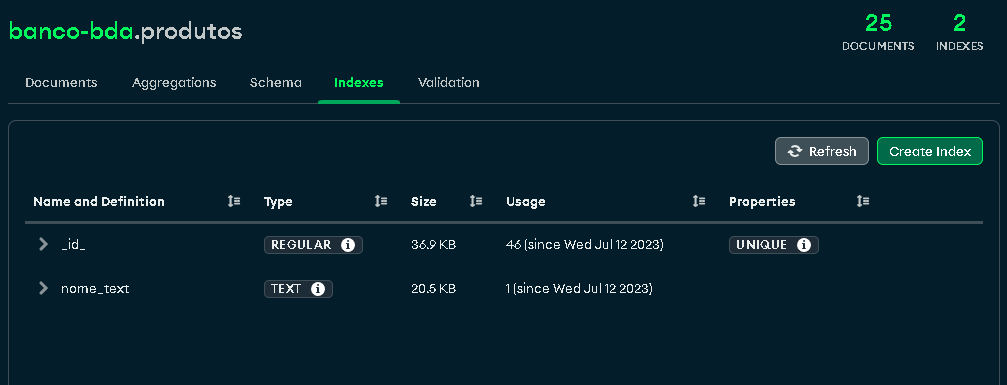 banco-bda.produtos
25
DOCUMENTS
2
INDEXES
Documents Aggregations Schema Indexes Validation
Refresh Create Index
Name and Definition Type Size Usage Properties
_id_ REGULAR 36.9 KB 46 (since Wed Jul 12 2023) UNIQUE
nome_text TEXT 20.5 KB 1 (since Wed Jul 12 2023)